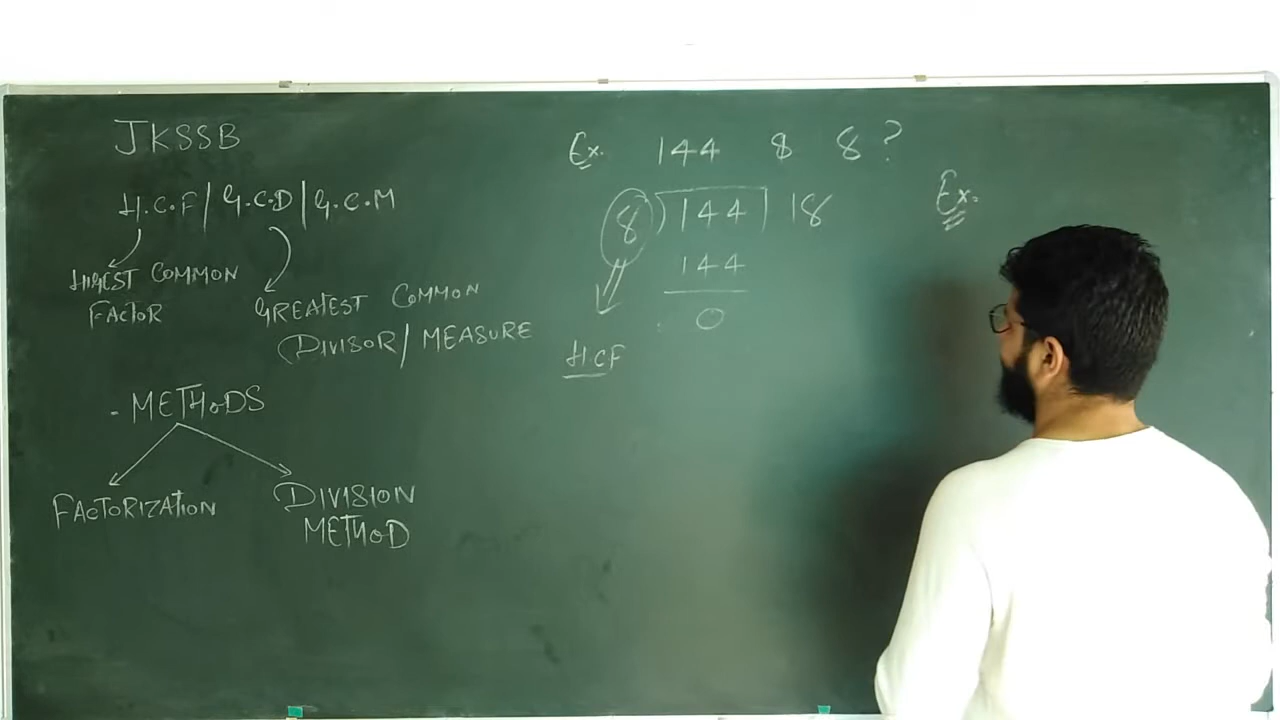 JKSSB
H.C.F/ G.C.D/ G.C.M
HIGHEST COMMON
FACTOR
GREATEST COMMON
DIVISOR/ MEASURE
- METHODS
FACTORIZATION
DIVISION
METHOD
Ex. 144 8 8 ?
8 ) 144 | 18
144
0
HCF
Ex.